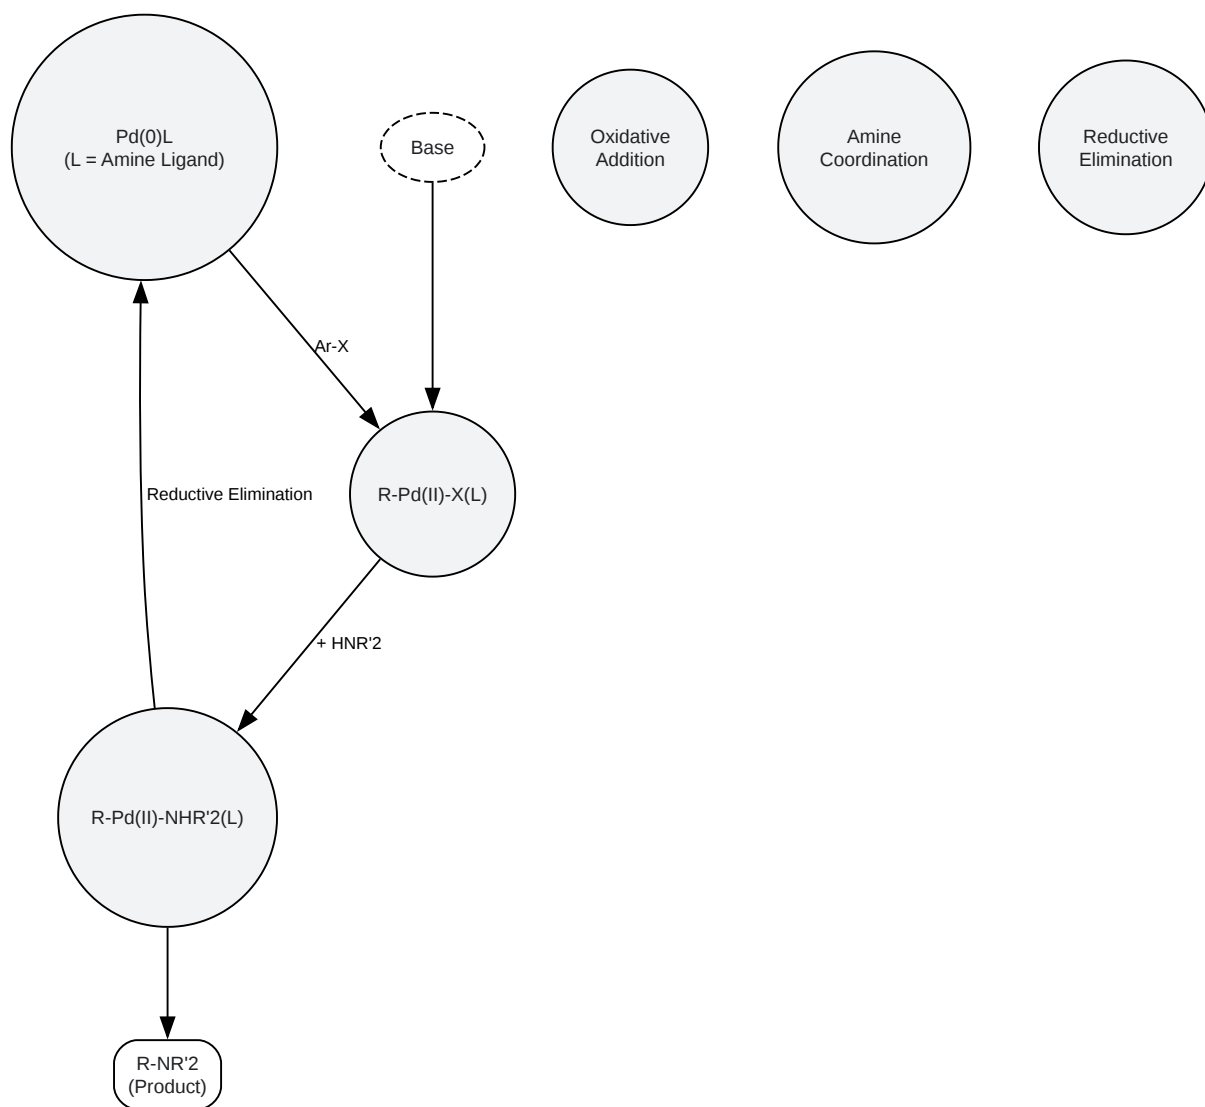 Pd(0)L
(L = Amine Ligand)
Base
Oxidative
Addition
Amine
Coordination
Reductive
Elimination
Ar-X
Reductive Elimination
R-Pd(II)-X(L)
+ HNR'2
R-Pd(II)-NHR'2(L)
R-NR'2
(Product)